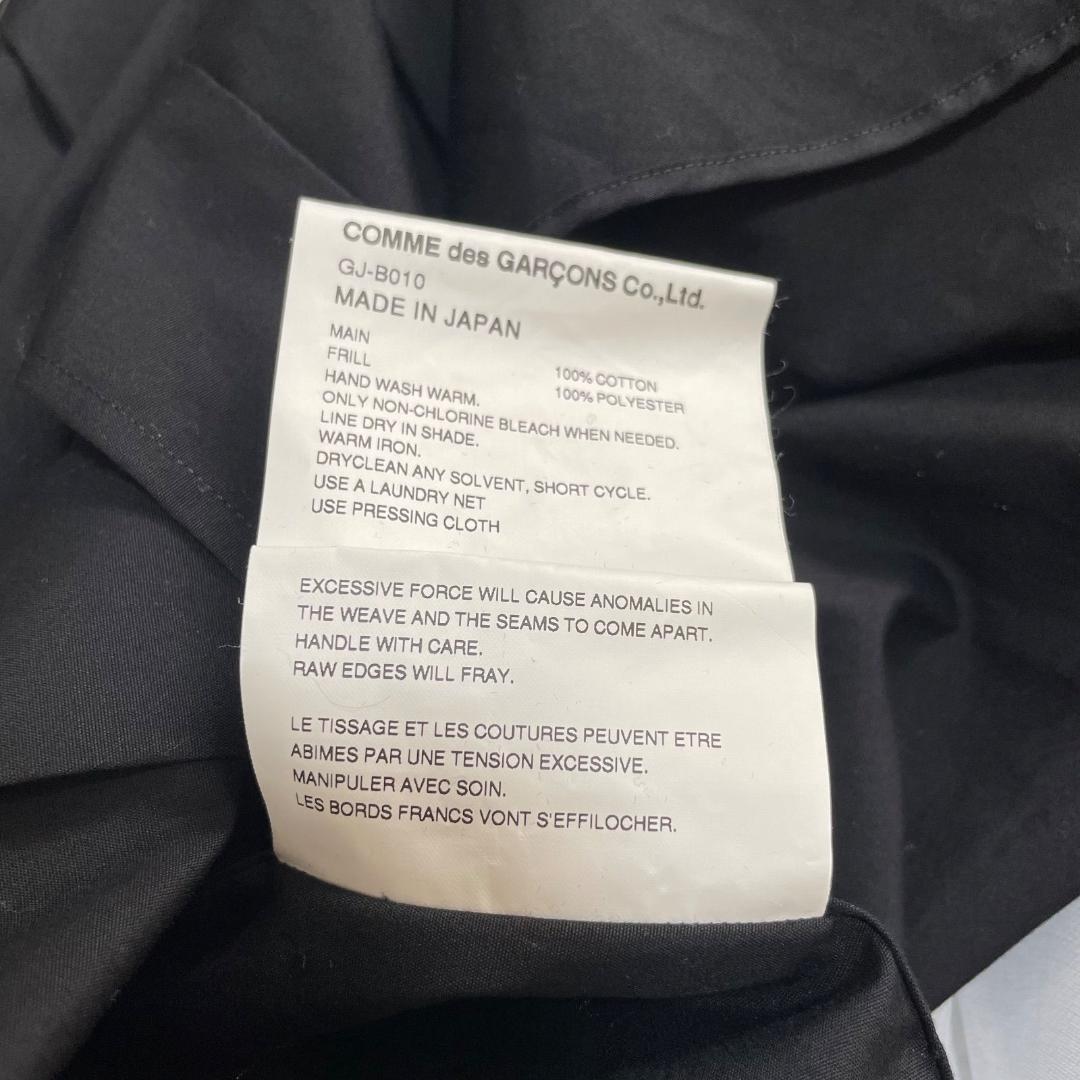 COMME des GARÇONS Co.,Ltd.
GJ-B010
MADE IN JAPAN
MAIN 100% COTTON
FRILL 100% POLYESTER
HAND WASH WARM.
ONLY NON-CHLORINE BLEACH WHEN NEEDED.
LINE DRY IN SHADE.
WARM IRON.
DRYCLEAN ANY SOLVENT, SHORT CYCLE.
USE A LAUNDRY NET
USE PRESSING CLOTH
EXCESSIVE FORCE WILL CAUSE ANOMALIES IN
THE WEAVE AND THE SEAMS TO COME APART.
HANDLE WITH CARE.
RAW EDGES WILL FRAY.
LE TISSAGE ET LES COUTURES PEUVENT ETRE
ABIMES PAR UNE TENSION EXCESSIVE.
MANIPULER AVEC SOIN.
LES BORDS FRANCS VONT S'EFFILOCHER.